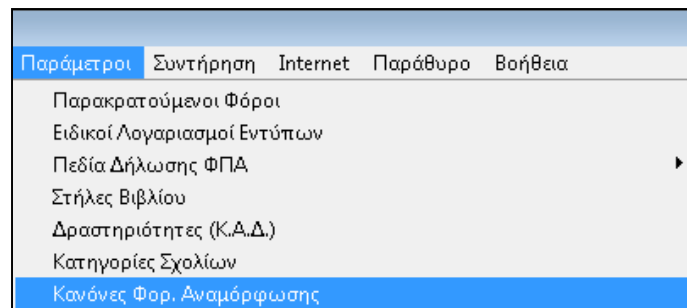 Παράμετροι Συντήρηση Internet Παράθυρο Βοήθεια
Παρακρατούμενοι Φόροι
Ειδικοί Λογαριασμοί Εντύπων
Πεδία Δήλωσης ΦΠΑ
Στήλες Βιβλίου
Δραστηριότητες (Κ.Α.Δ.)
Κατηγορίες Σχολίων
Κανόνες Φορ. Αναμόρφωσης